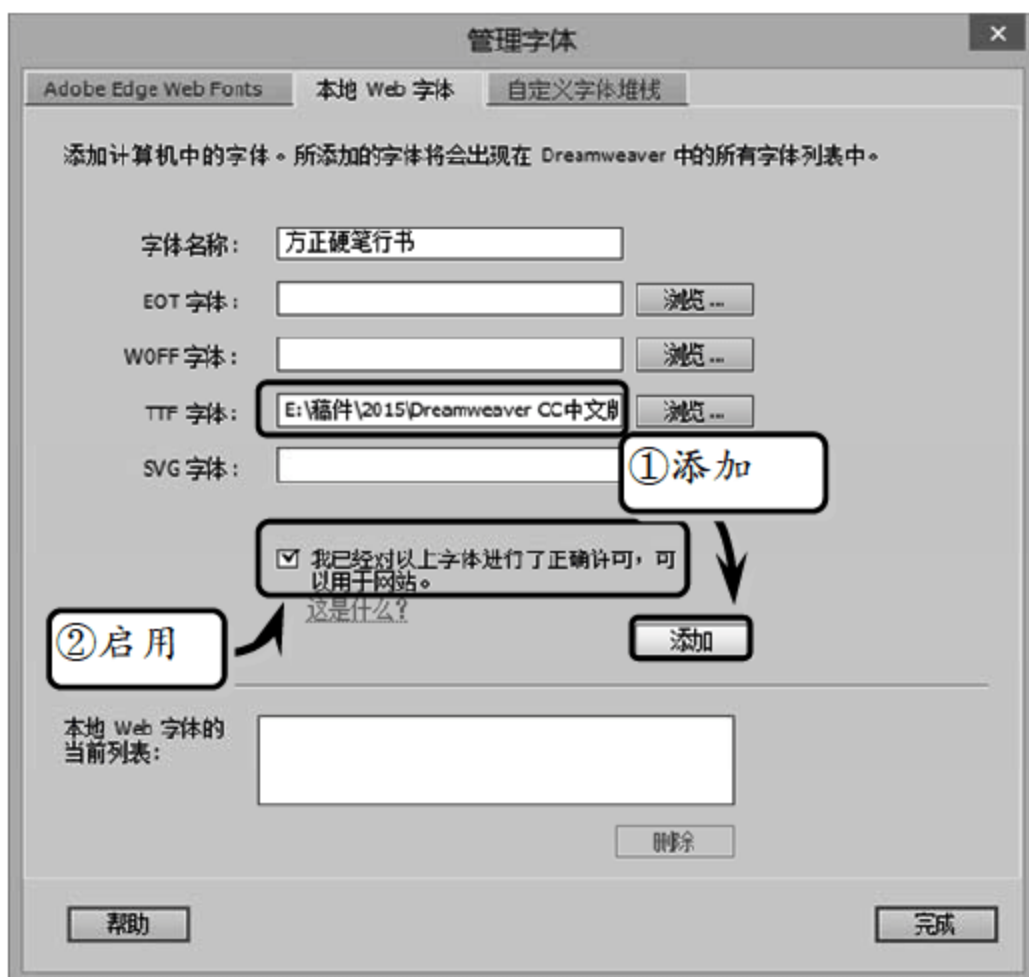 管理字体
×
Adobe Edge Web Fonts
本地 Web 字体
自定义字体堆栈
添加计算机中的字体。所添加的字体将会出现在 Dreamweaver 中的所有字体列表中。
字体名称:
方正硬笔行书
EOT 字体:
浏览...
WOFF 字体:
浏览...
TTF 字体:
E:\稿件\2015\Dreamweaver CC中文版
浏览...
SVG 字体:
①添加
我已经对以上字体进行了正确许可，可
以用于网站。
这是什么?
②启用
添加
本地 Web 字体的
当前列表:
删除
帮助
完成